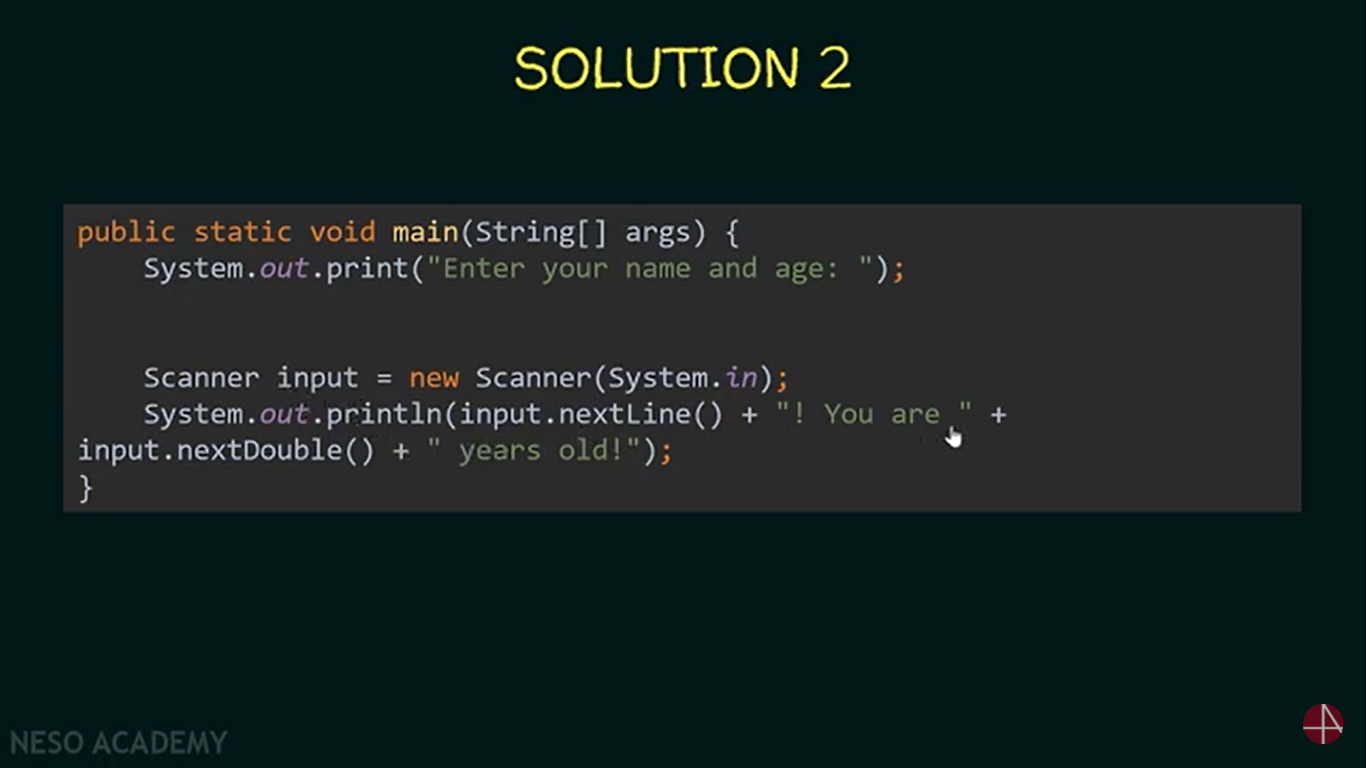 SOLUTION 2
public static void main(String[] args) {
    System.out.print("Enter your name and age: ");
    Scanner input = new Scanner(System.in);
    System.out.println(input.nextLine() + "! You are " +
input.nextDouble() + " years old!");
}
NESO ACADEMY